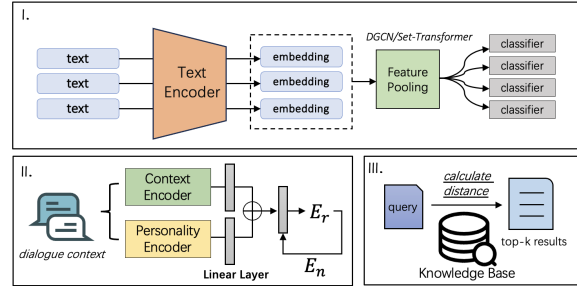 I.
DGCN/Set-Transformer
text
text
text
Text
Encoder
embedding
embedding
embedding
Feature
Pooling
classifier
classifier
classifier
classifier
II.
dialogue context
Context
Encoder
Personality
Encoder
Linear Layer
E_r
E_n
III.
query
calculate
distance
top-k results
Knowledge Base